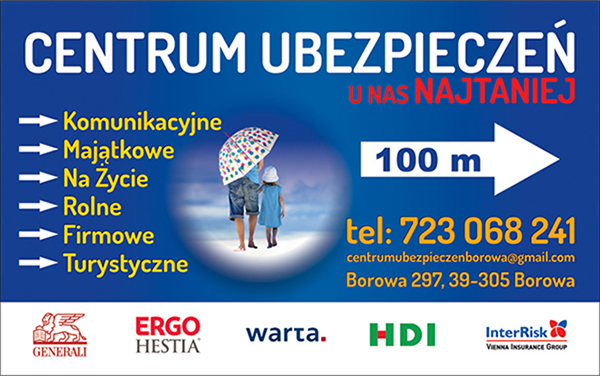 CENTRUM UBEZPIECZEŃ
U NAS NAJTANIEJ
Komunikacyjne
Majątkowe
Na Życie
Rolne
Firmowe
Turystyczne
100 m
tel: 723 068 241
centrumubezpieczenborowa@gmail.com
Borowa 297, 39-305 Borowa
GENERALI
ERGO
HESTIA®
warta.
HDI
InterRisk
VIENNA INSURANCE GROUP